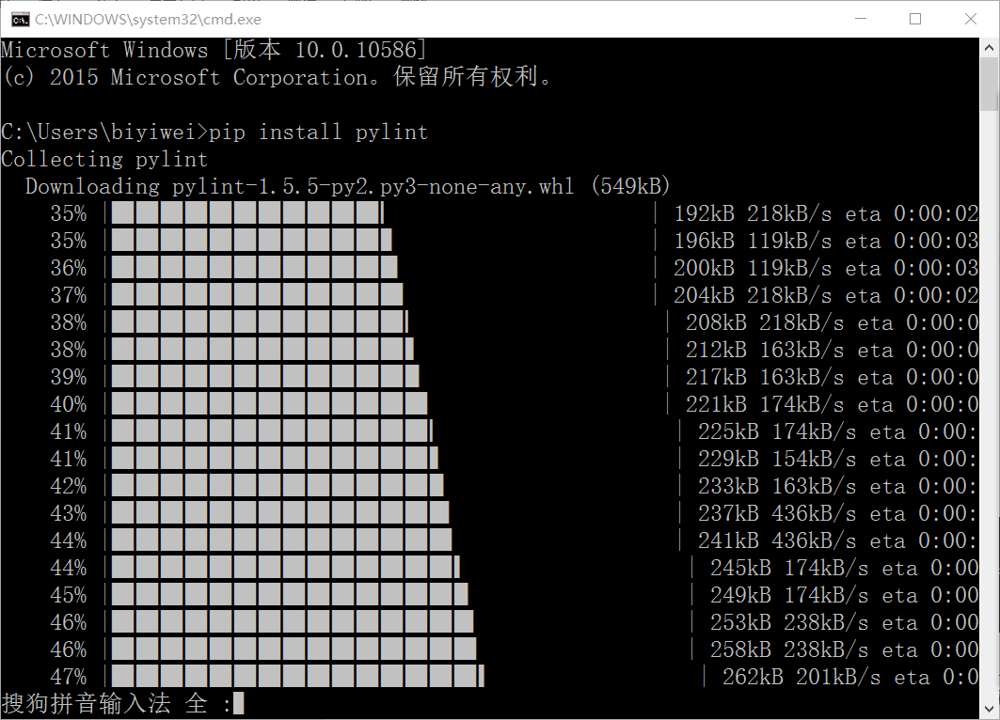 C:\WINDOWS\system32\cmd.exe
Microsoft Windows [版本 10.0.10586]
(c) 2015 Microsoft Corporation。保留所有权利。
C:\Users\biyiwei>pip install pylint
Collecting pylint
Downloading pylint-1.5.5-py2.py3-none-any.whl (549kB)
35% | | 192kB 218kB/s eta 0:00:02
35% | | 196kB 119kB/s eta 0:00:03
36% | | 200kB 119kB/s eta 0:00:03
37% | | 204kB 218kB/s eta 0:00:02
38% | | 208kB 218kB/s eta 0:00:0
38% | | 212kB 163kB/s eta 0:00:0
39% | | 217kB 163kB/s eta 0:00:0
40% | | 221kB 174kB/s eta 0:00:0
41% | | 225kB 174kB/s eta 0:00:
41% | | 229kB 154kB/s eta 0:00:
42% | | 233kB 163kB/s eta 0:00:
43% | | 237kB 436kB/s eta 0:00:
44% | | 241kB 436kB/s eta 0:00:
44% | | 245kB 174kB/s eta 0:00
45% | | 249kB 174kB/s eta 0:00
46% | | 253kB 238kB/s eta 0:00
46% | | 258kB 238kB/s eta 0:00
47% | | 262kB 201kB/s eta 0:0
搜狗拼音输入法 全 :